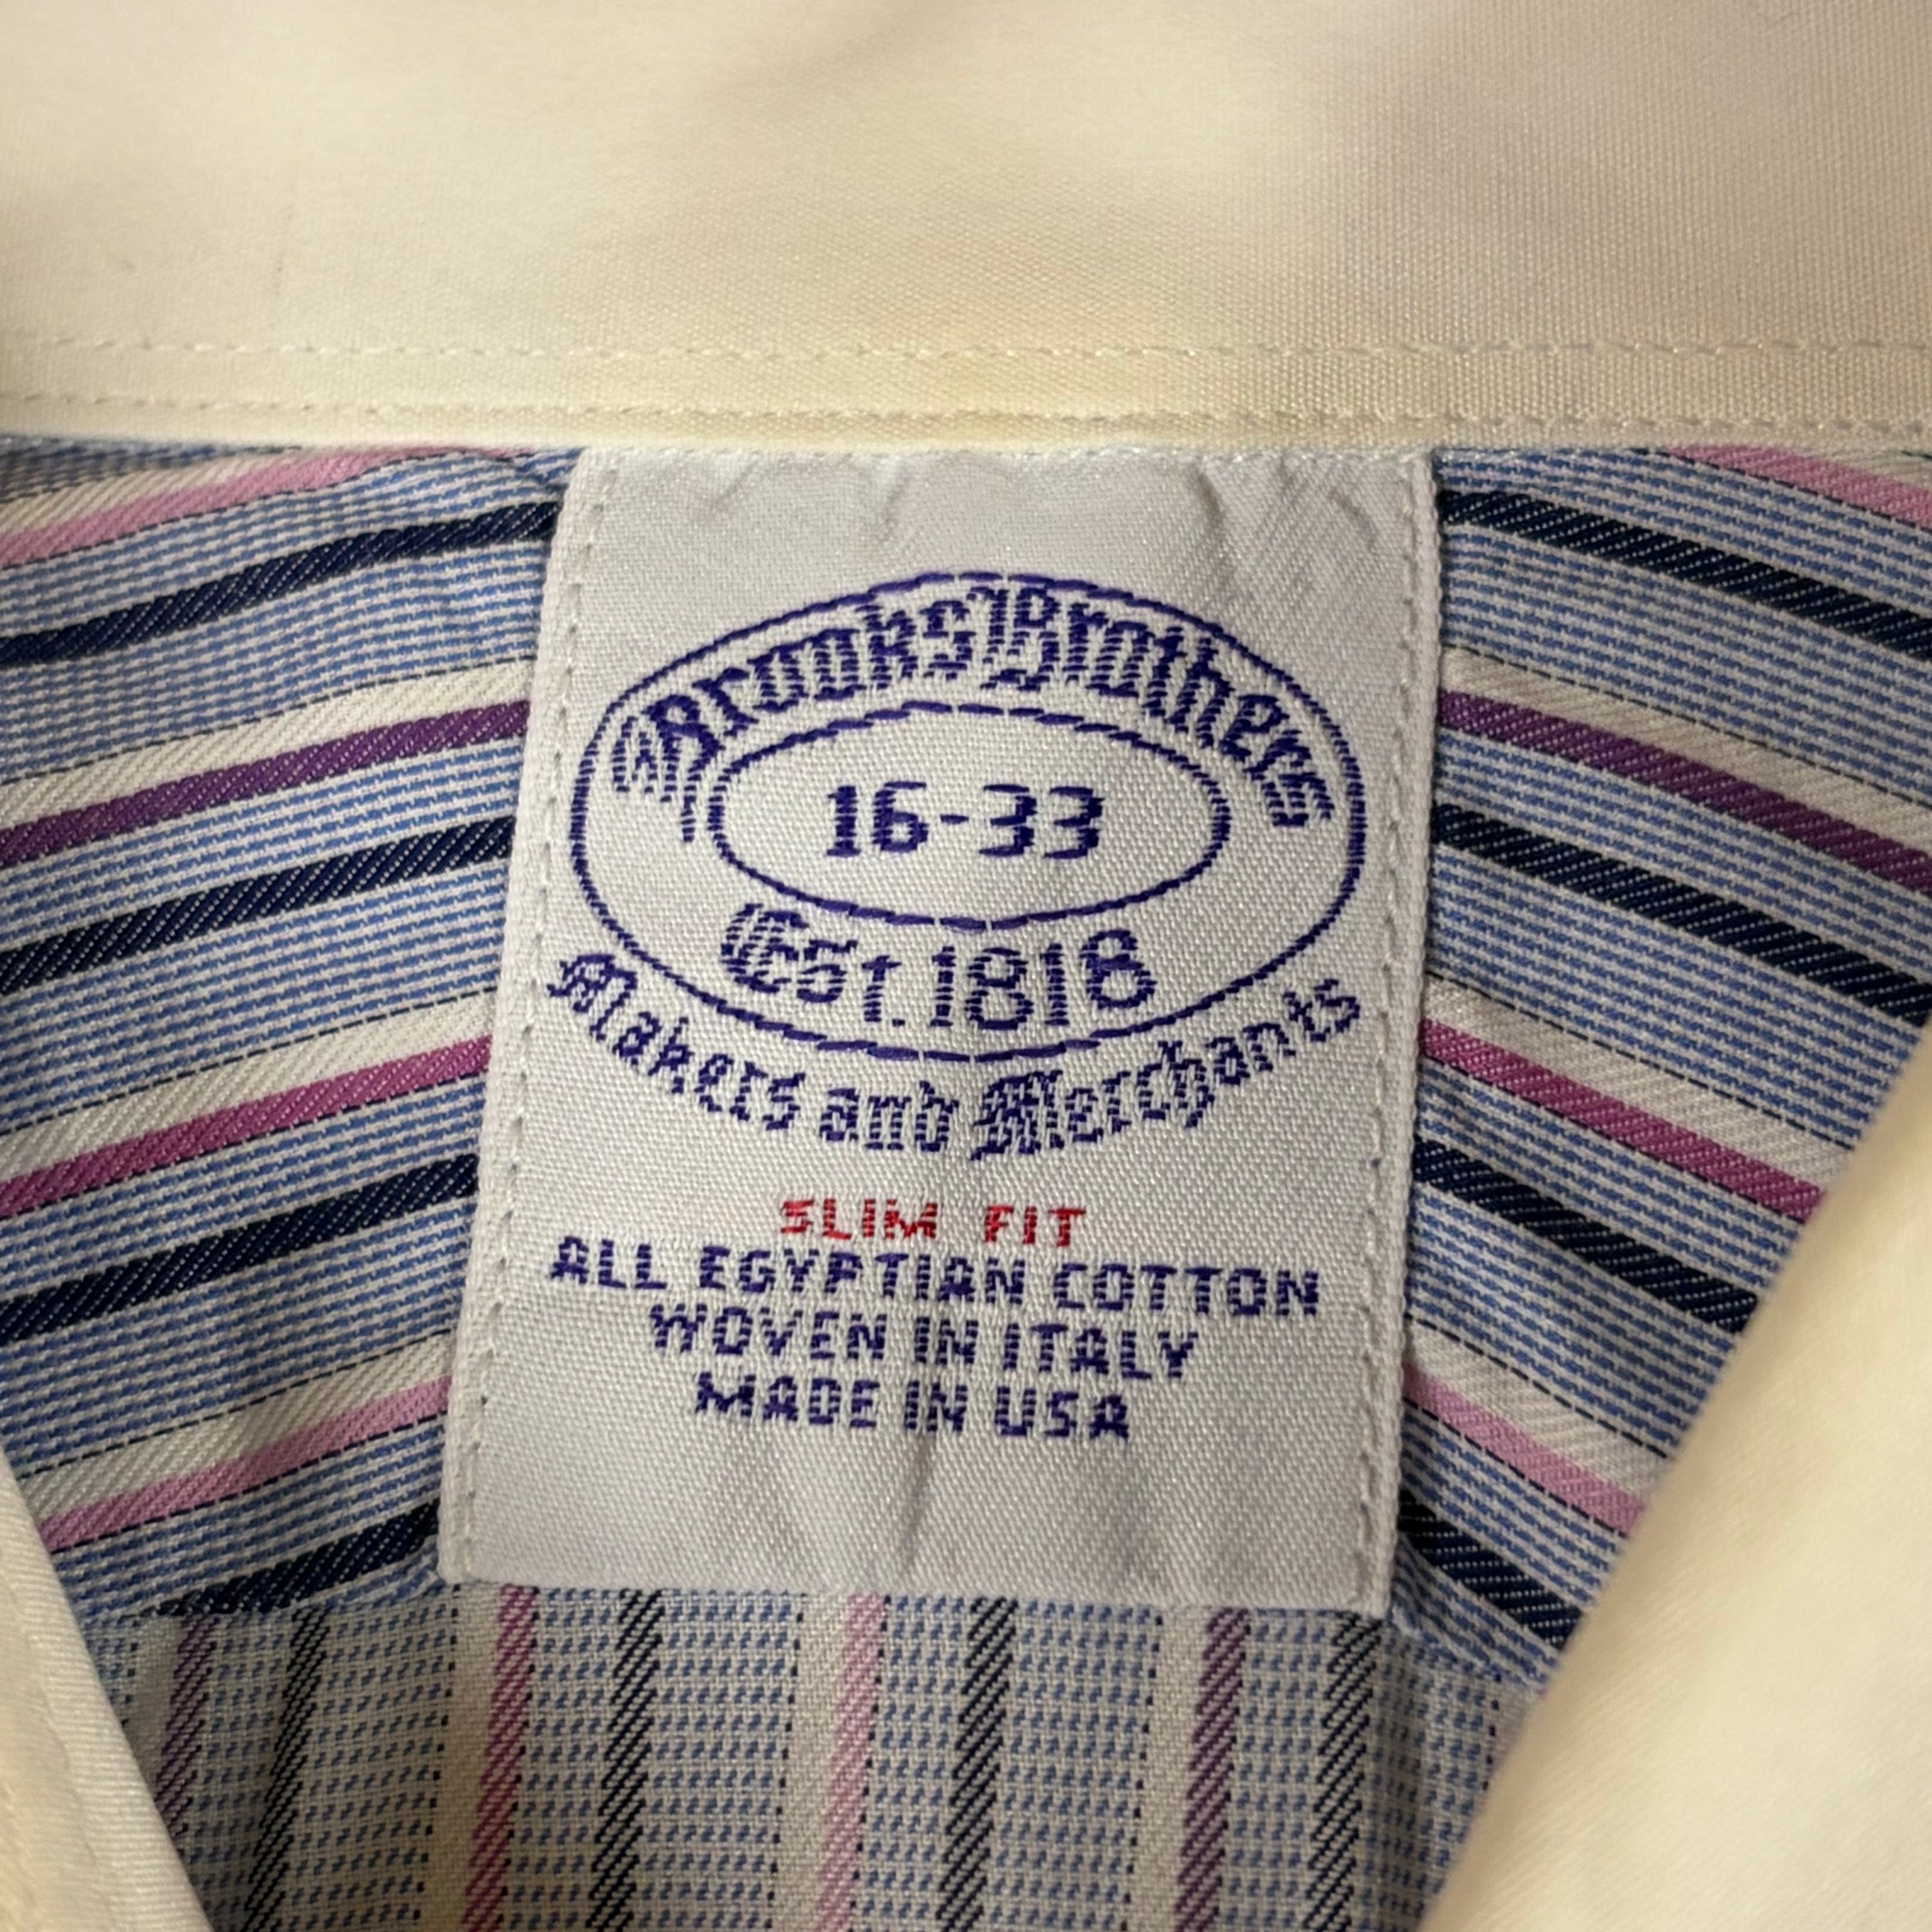 Brooks Brothers
16-33
Est. 1818
Makers and Merchants
SLIM FIT
ALL EGYPTIAN COTTON
WOVEN IN ITALY
MADE IN USA